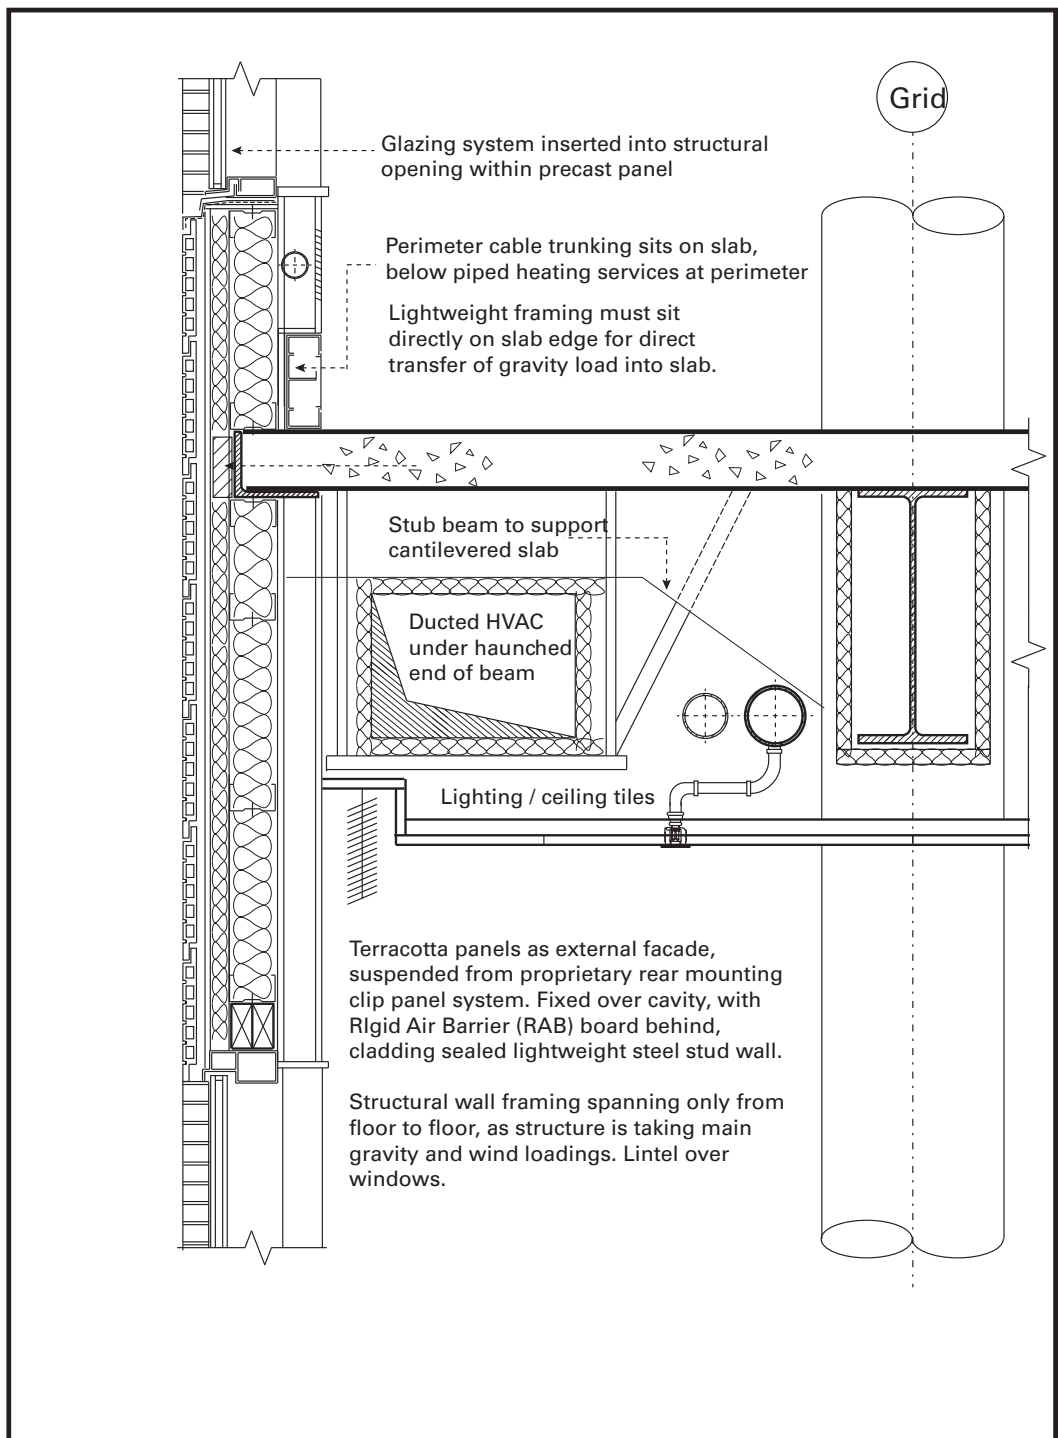 Grid
Glazing system inserted into structural
opening within precast panel
Perimeter cable trunking sits on slab,
below piped heating services at perimeter
Lightweight framing must sit
directly on slab edge for direct
transfer of gravity load into slab.
Stub beam to support
cantilevered slab
Ducted HVAC
under haunched
end of beam
Lighting / ceiling tiles
Terracotta panels as external facade,
suspended from proprietary rear mounting
clip panel system. Fixed over cavity, with
RIgid Air Barrier (RAB) board behind,
cladding sealed lightweight steel stud wall.
Structural wall framing spanning only from
floor to floor, as structure is taking main
gravity and wind loadings. Lintel over
windows.